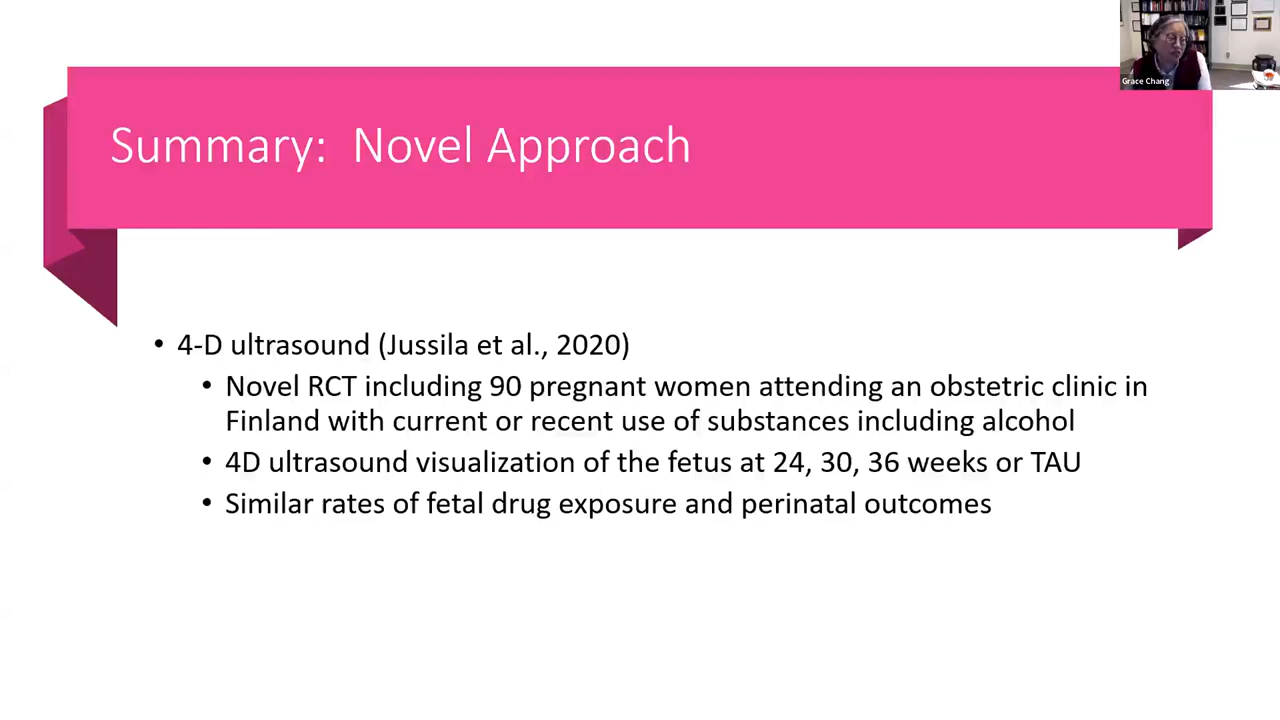 Grace Chang
Summary:  Novel Approach
• 4-D ultrasound (Jussila et al., 2020)
• Novel RCT including 90 pregnant women attending an obstetric clinic in
Finland with current or recent use of substances including alcohol
• 4D ultrasound visualization of the fetus at 24, 30, 36 weeks or TAU
• Similar rates of fetal drug exposure and perinatal outcomes